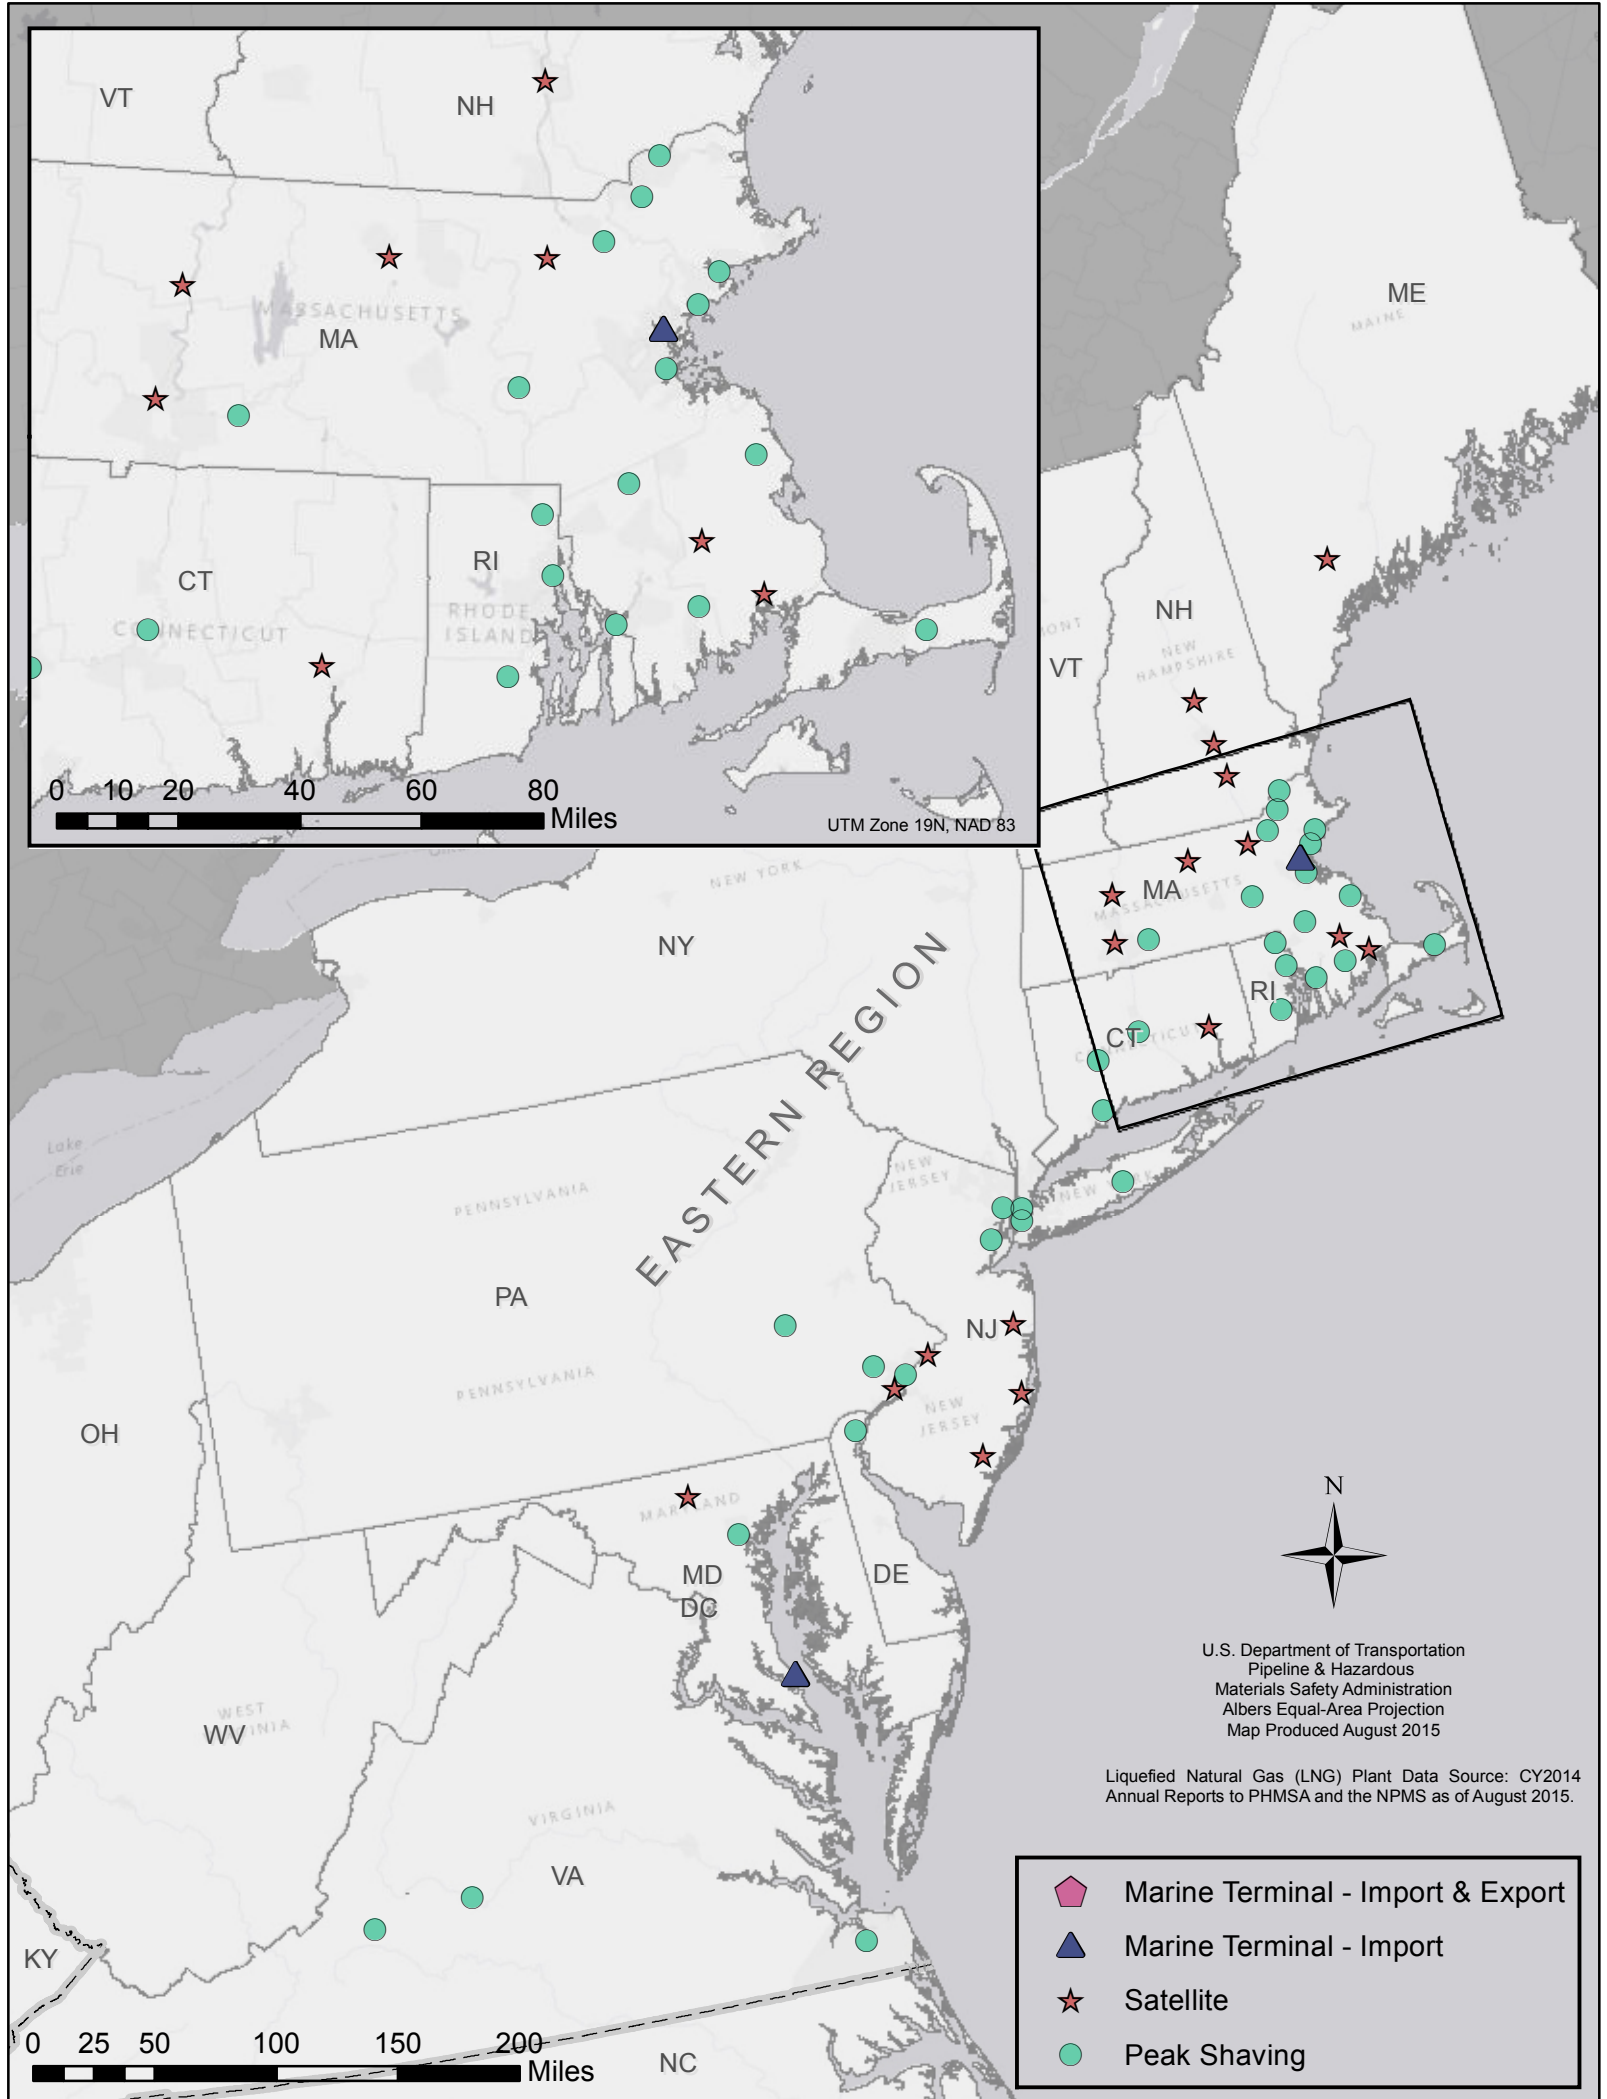 VT
NH
MASSACHUSETTS
MA
CT
CONNECTICUT
RI
RHODE
ISLAND
0 10 20 40 60 80
Miles
UTM Zone 19N, NAD 83
ME
MAINE
NH
NEW
HAMPSHIRE
VT
MONT
NEW YORK
NY
MA
MASSACHUSETTS
RI
CT
CONNECTICUT
EASTERN REGION
Lake
Erie
NEW
JERSEY
NEW YORK
PENNSYLVANIA
PA
NJ
PENNSYLVANIA
NEW
JERSEY
OH
MARYLAND
MD
DC
DE
WEST
VIRGINIA
WV
VIRGINIA
VA
KY
NC
0 25 50 100 150 200
Miles
N
U.S. Department of Transportation
Pipeline & Hazardous
Materials Safety Administration
Albers Equal-Area Projection
Map Produced August 2015
Liquefied Natural Gas (LNG) Plant Data Source: CY2014
Annual Reports to PHMSA and the NPMS as of August 2015.
Marine Terminal - Import & Export
Marine Terminal - Import
Satellite
Peak Shaving